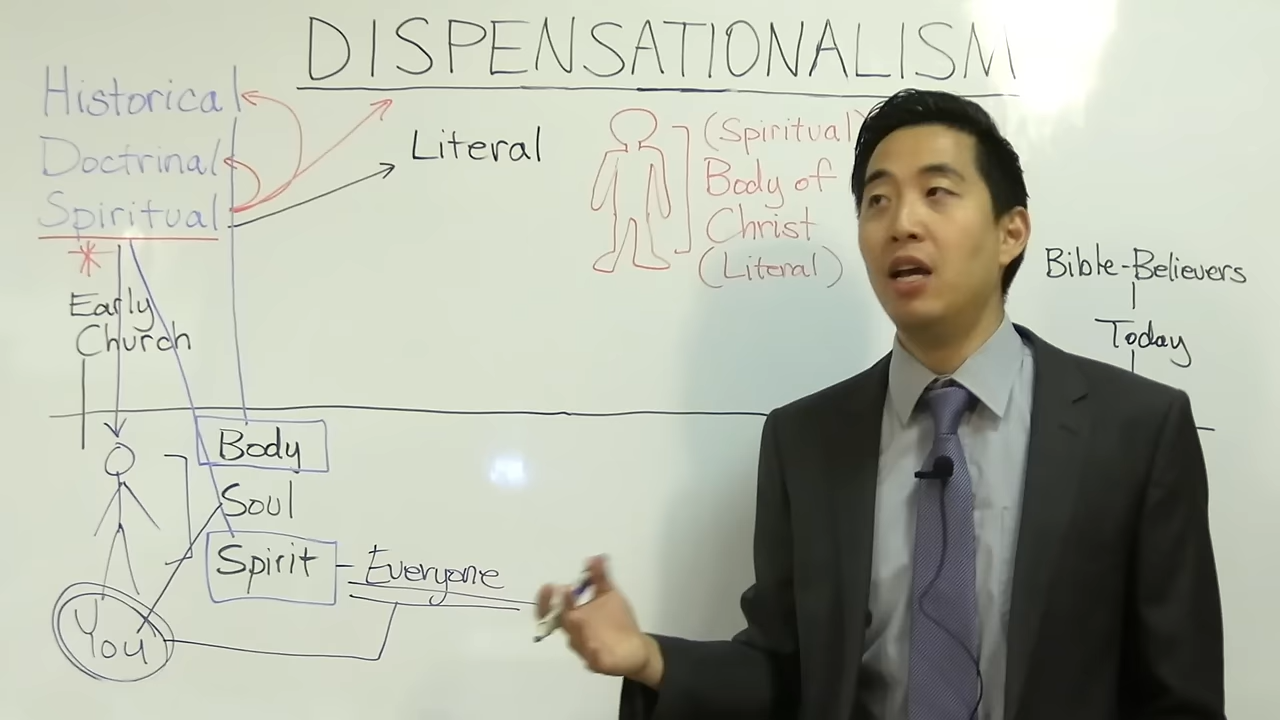 DISPENSATIONALISM
Historical
Doctrinal
Spiritual
*
Early
Church
Literal
(Spiritual)
Body of
Christ
(Literal)
Bible-Believers
Today
Body
Soul
Spirit - Everyone
You